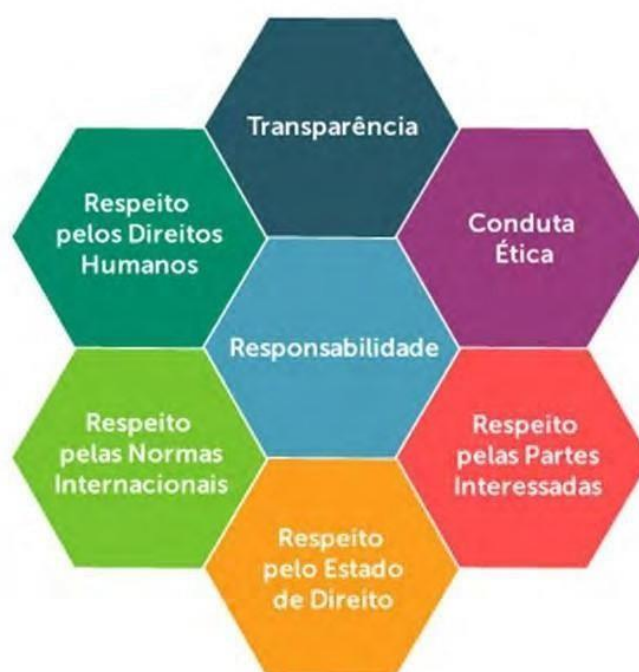 Transparência
Respeito
pelos Direitos
Humanos
Conduta
Ética
Responsabilidade
Respeito
pelas Normas
Internacionais
Respeito
pelas Partes
Interessadas
Respeito
pelo Estado
de Direito